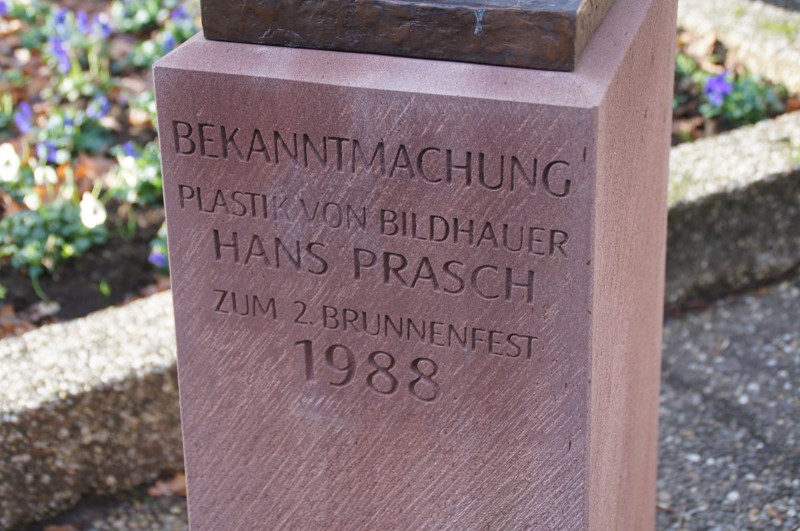 BEKANNTMACHUNG
PLASTIK VON BILDHAUER
HANS PRASCH
ZUM 2. BRUNNENFEST
1988